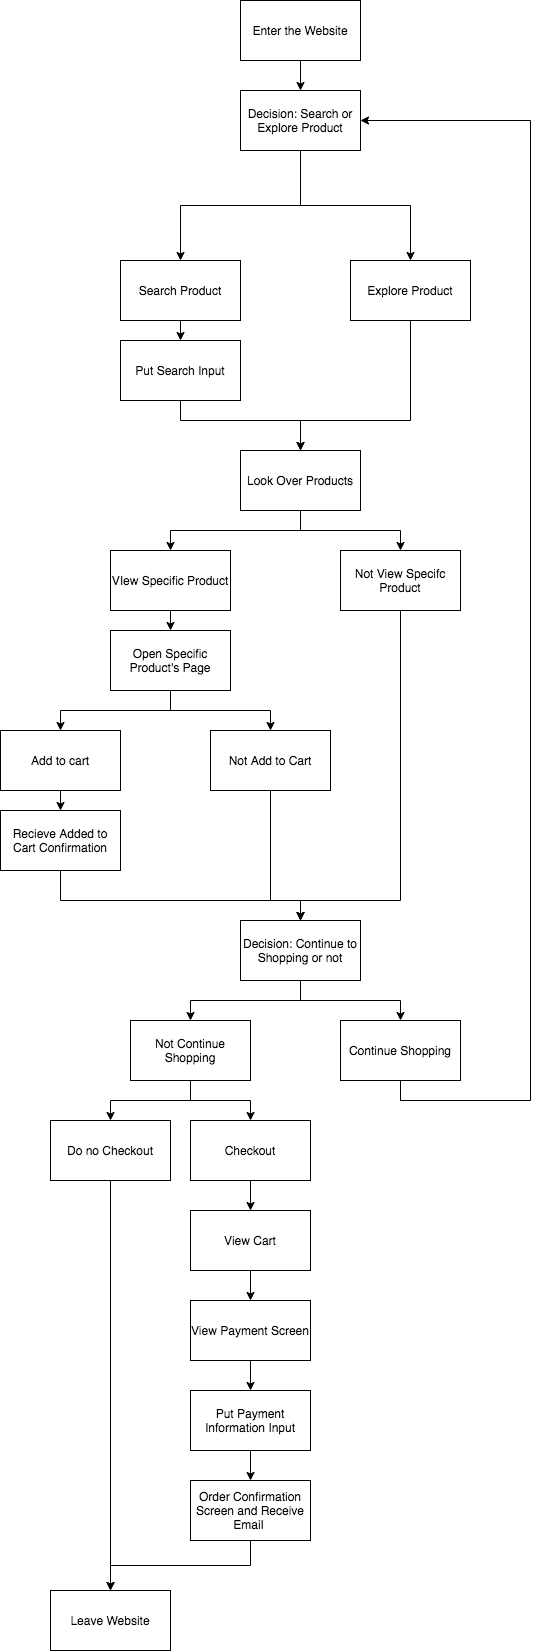 Enter the Website
Decision: Search or
Explore Product
Search Product
Explore Product
Put Search Input
Look Over Products
VIew Specific Product
Not View Specifc
Product
Open Specific
Product's Page
Add to cart
Not Add to Cart
Recieve Added to
Cart Confirmation
Decision: Continue to
Shopping or not
Not Continue
Shopping
Continue Shopping
Do no Checkout
Checkout
View Cart
View Payment Screen
Put Payment
Information Input
Order Confirmation
Screen and Receive
Email
Leave Website